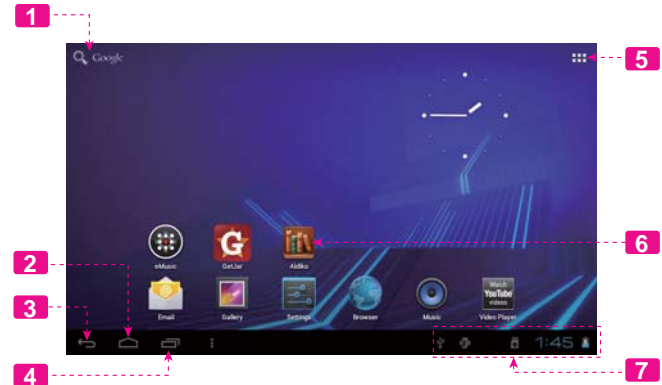 1
Google
5
eMusic GetJar Aldiko
6
G
2
Watch
YouTube
videos
3
Email Gallery Settings Browser Music Video Player
1:45
4
7